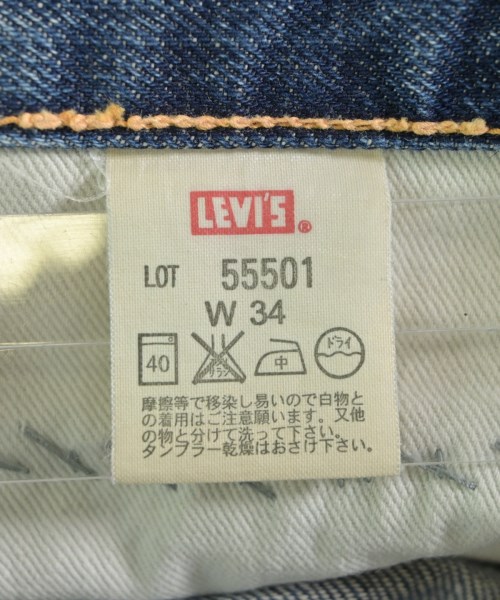 LEVI'S®
LOT 55501
W 34
40 中 ドライ
摩擦等で移染し易いので白物と
の着用はご注意願います。又他
の物と分けて洗って下さい。
タンブラー乾燥はおさけ下さい。